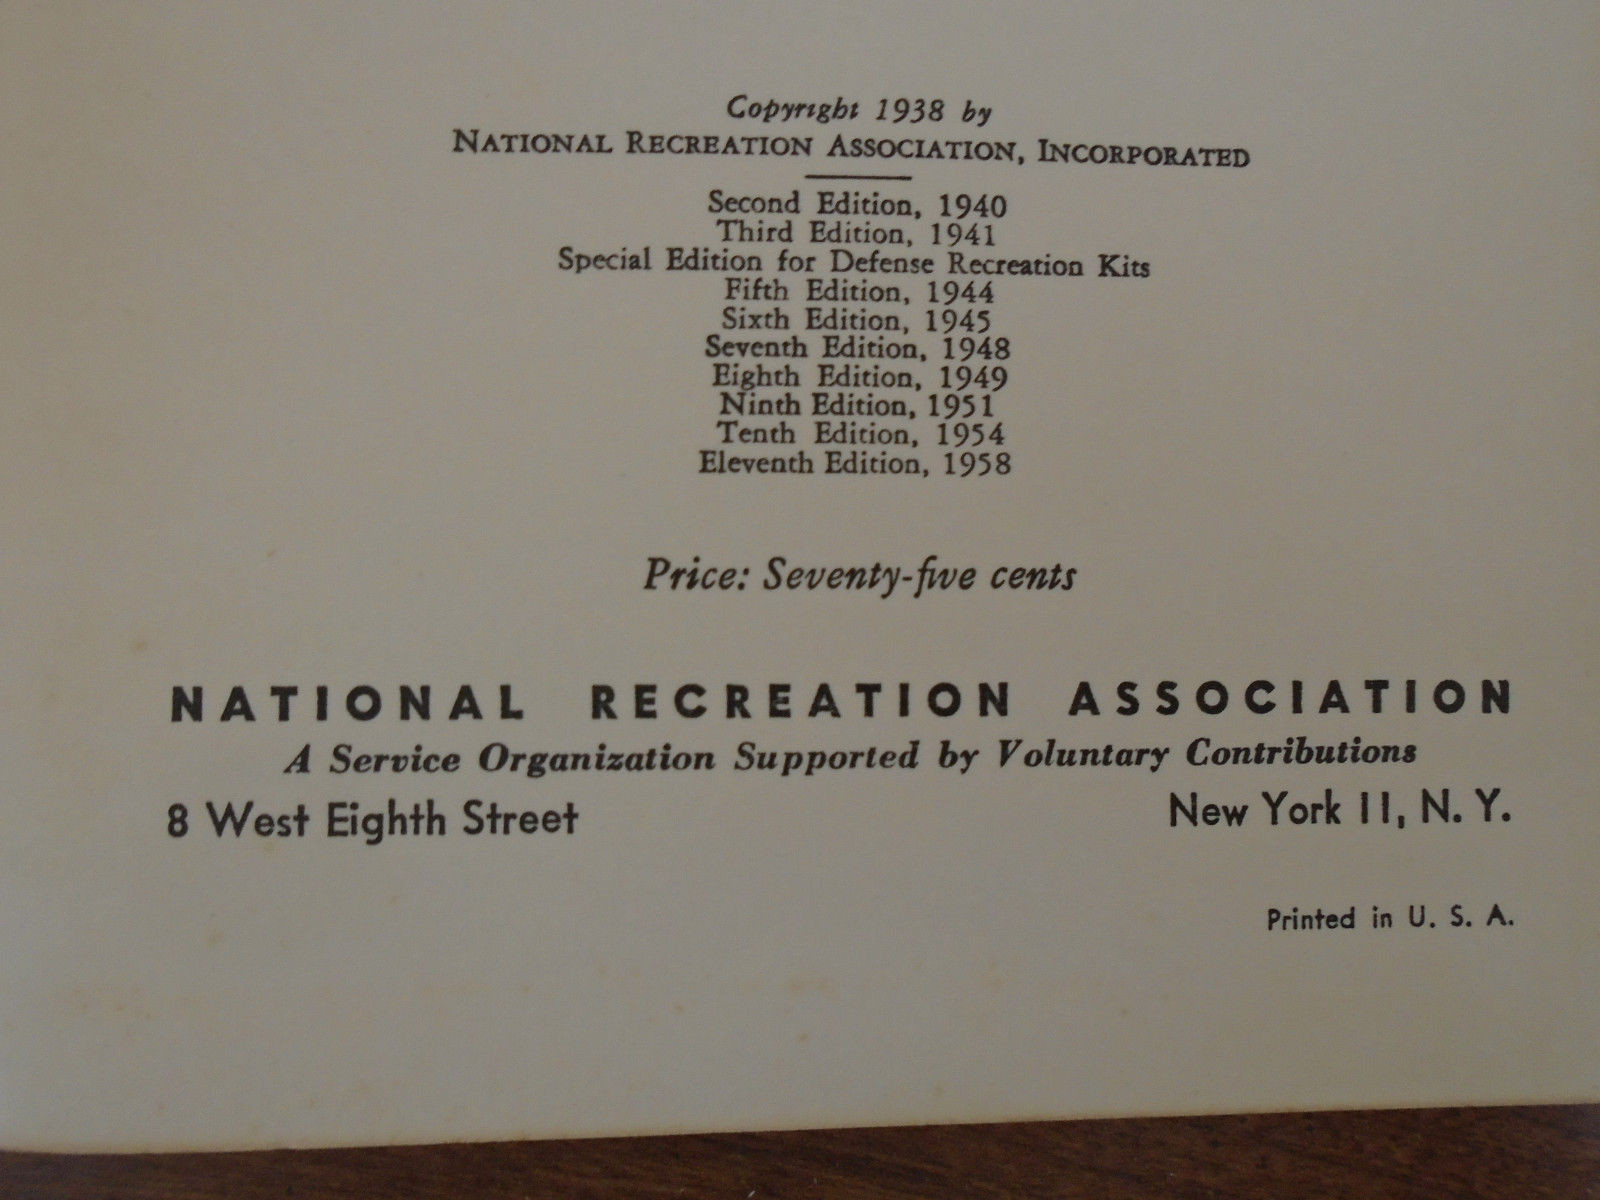 Copyright 1938 by
NATIONAL RECREATION ASSOCIATION, INCORPORATED
Second Edition, 1940
Third Edition, 1941
Special Edition for Defense Recreation Kits
Fifth Edition, 1944
Sixth Edition, 1945
Seventh Edition, 1948
Eighth Edition, 1949
Ninth Edition, 1951
Tenth Edition, 1954
Eleventh Edition, 1958
Price: Seventy-five cents
NATIONAL RECREATION ASSOCIATION
A Service Organization Supported by Voluntary Contributions
8 West Eighth Street New York 11, N. Y.
Printed in U. S. A.